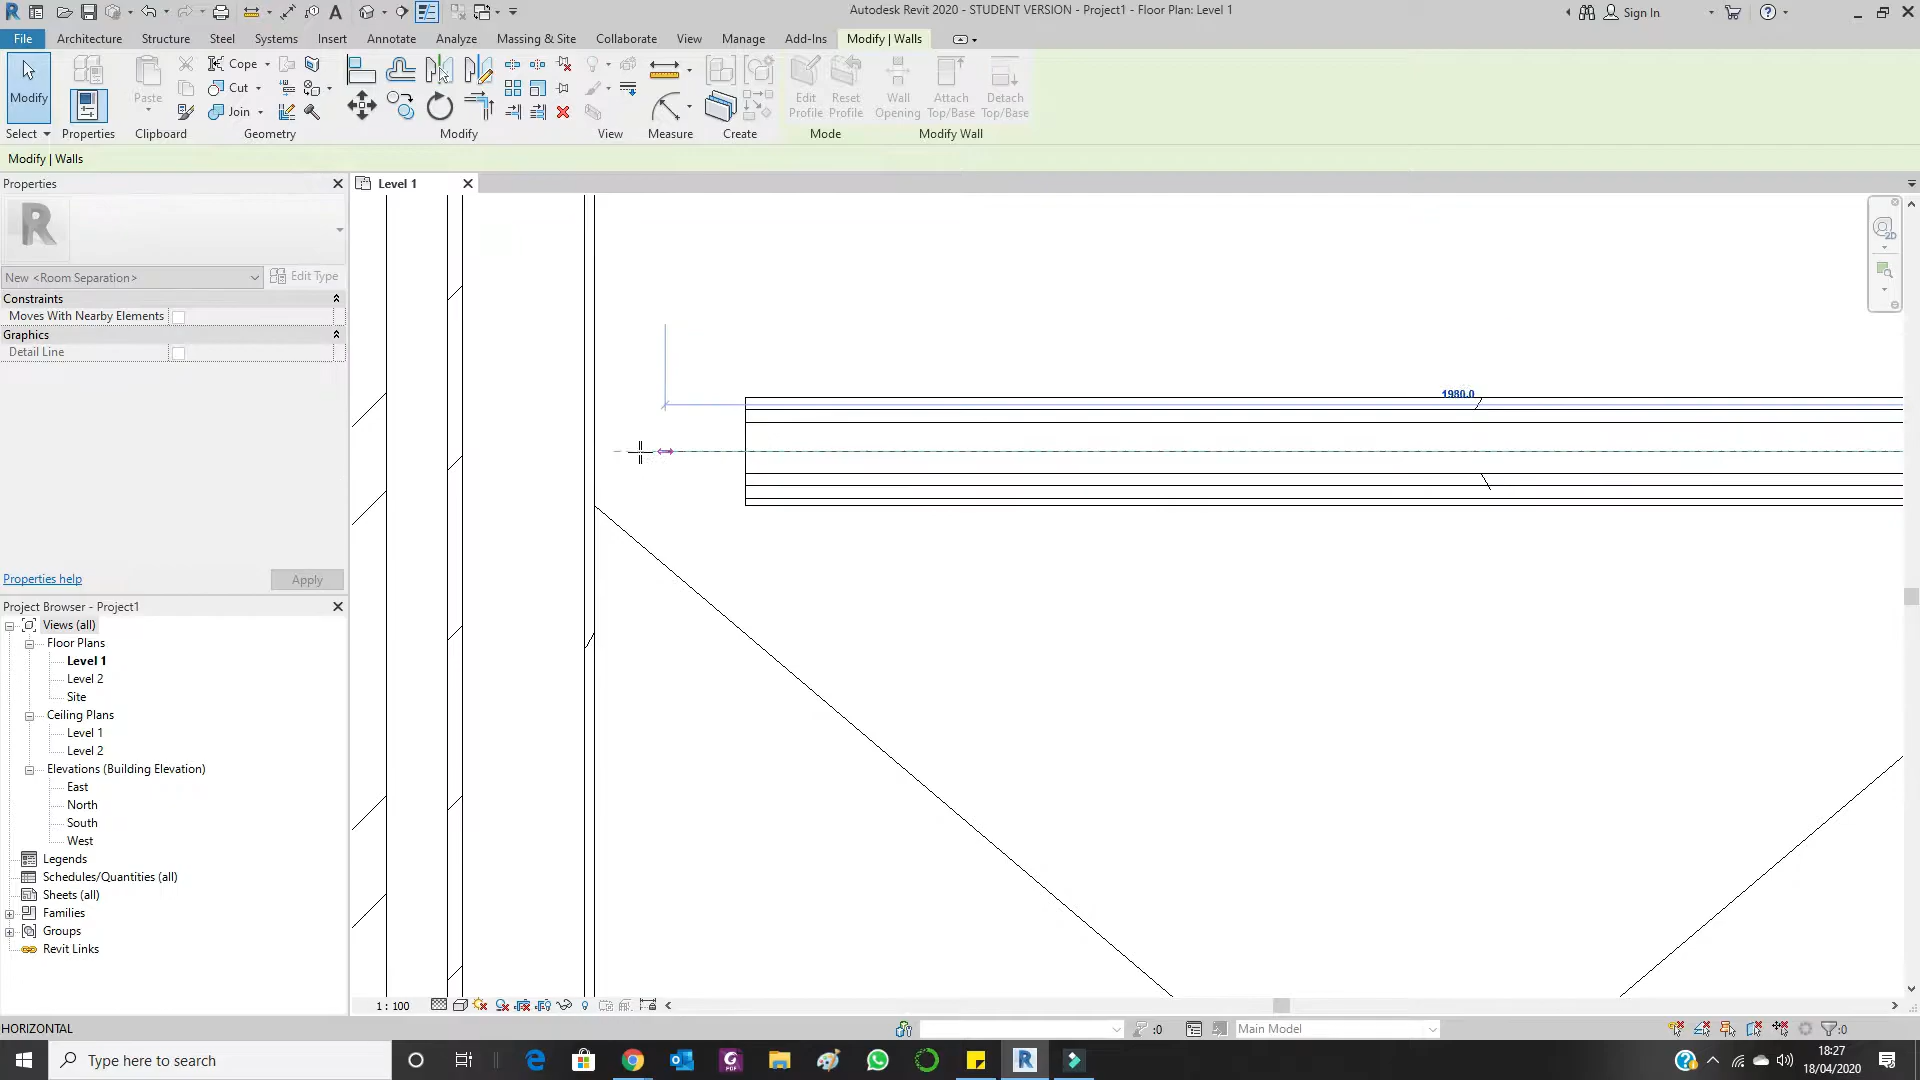 Autodesk Revit 2020 - STUDENT VERSION - Project1 - Floor Plan: Level 1
Sign In
File
Architecture
Structure
Steel
Systems
Insert
Annotate
Analyze
Massing & Site
Collaborate
View
Manage
Add-Ins
Modify | Walls
Modify
Paste
Cope
Cut
Join
Edit Profile
Reset Profile
Wall Opening
Attach Top/Base
Detach Top/Base
Select
Properties
Clipboard
Geometry
Modify
View
Measure
Create
Mode
Modify Wall
Modify | Walls
Properties
Level 1
R
New <Room Separation>
Edit Type
Constraints
Moves With Nearby Elements
Graphics
Detail Line
1980.0
Properties help
Apply
Project Browser - Project1
Views (all)
Floor Plans
Level 1
Level 2
Site
Ceiling Plans
Level 1
Level 2
Elevations (Building Elevation)
East
North
South
West
Legends
Schedules/Quantities (all)
Sheets (all)
Families
Groups
Revit Links
2D
1 : 100
HORIZONTAL
:0
Main Model
:0
Type here to search
18:27
18/04/2020